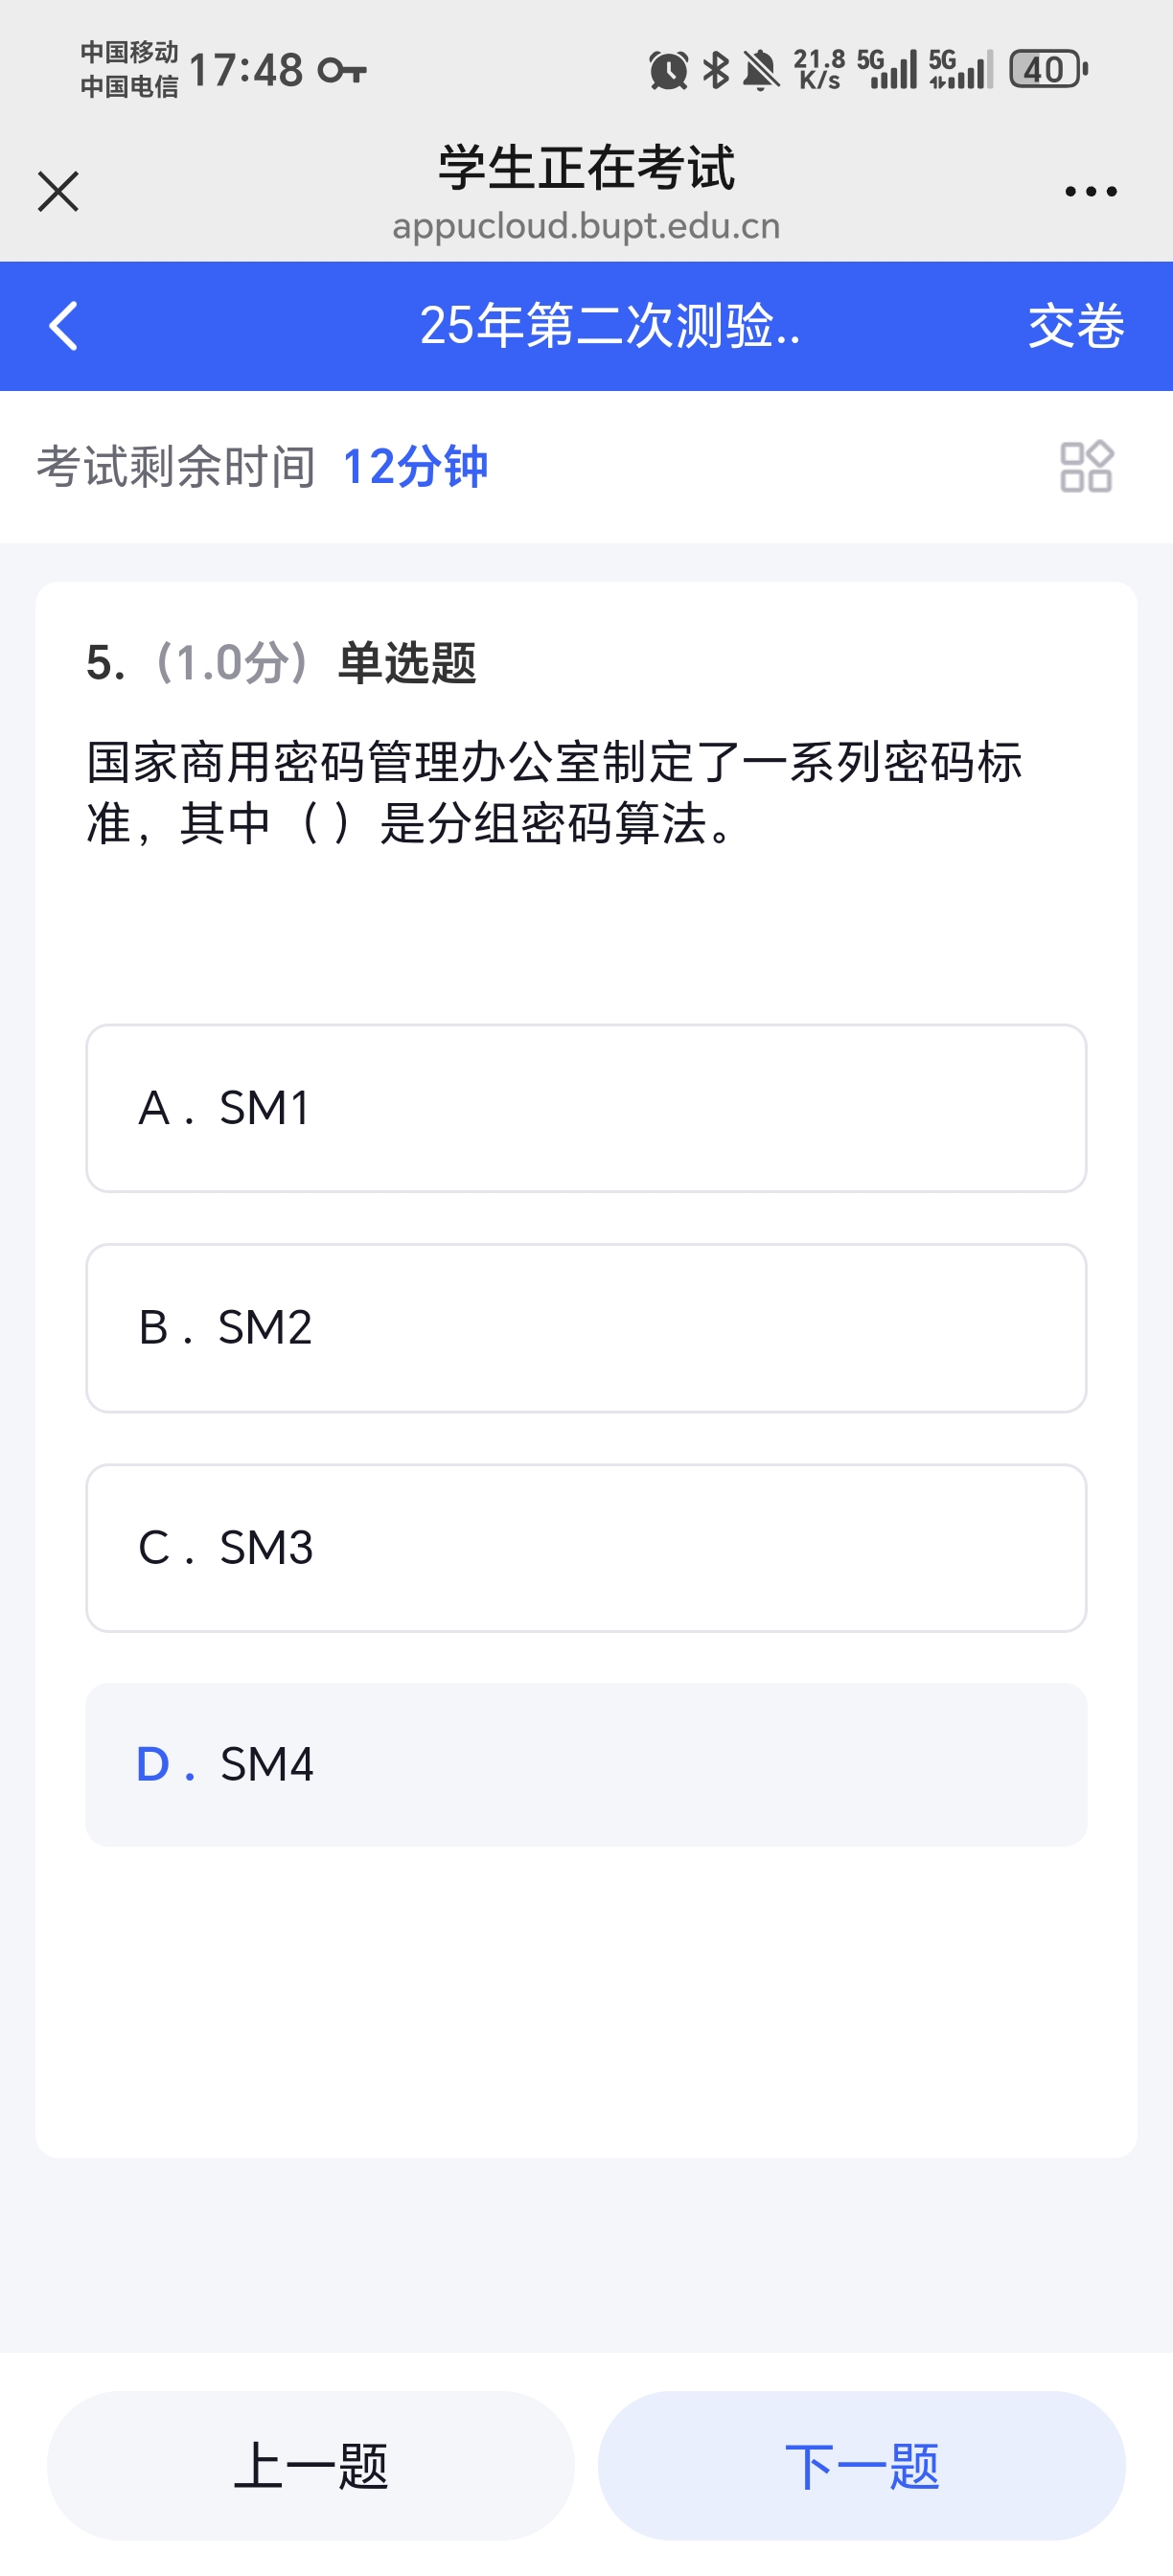 中国移动
中国电信
17:48
21.8
K/s
5G
5G
40
学生正在考试
appucloud.bupt.edu.cn
25年第二次测验..
交卷
考试剩余时间 12分钟
5.（1.0分）单选题
国家商用密码管理办公室制定了一系列密码标
准，其中（ ）是分组密码算法。
A . SM1
B . SM2
C . SM3
D . SM4
上一题
下一题